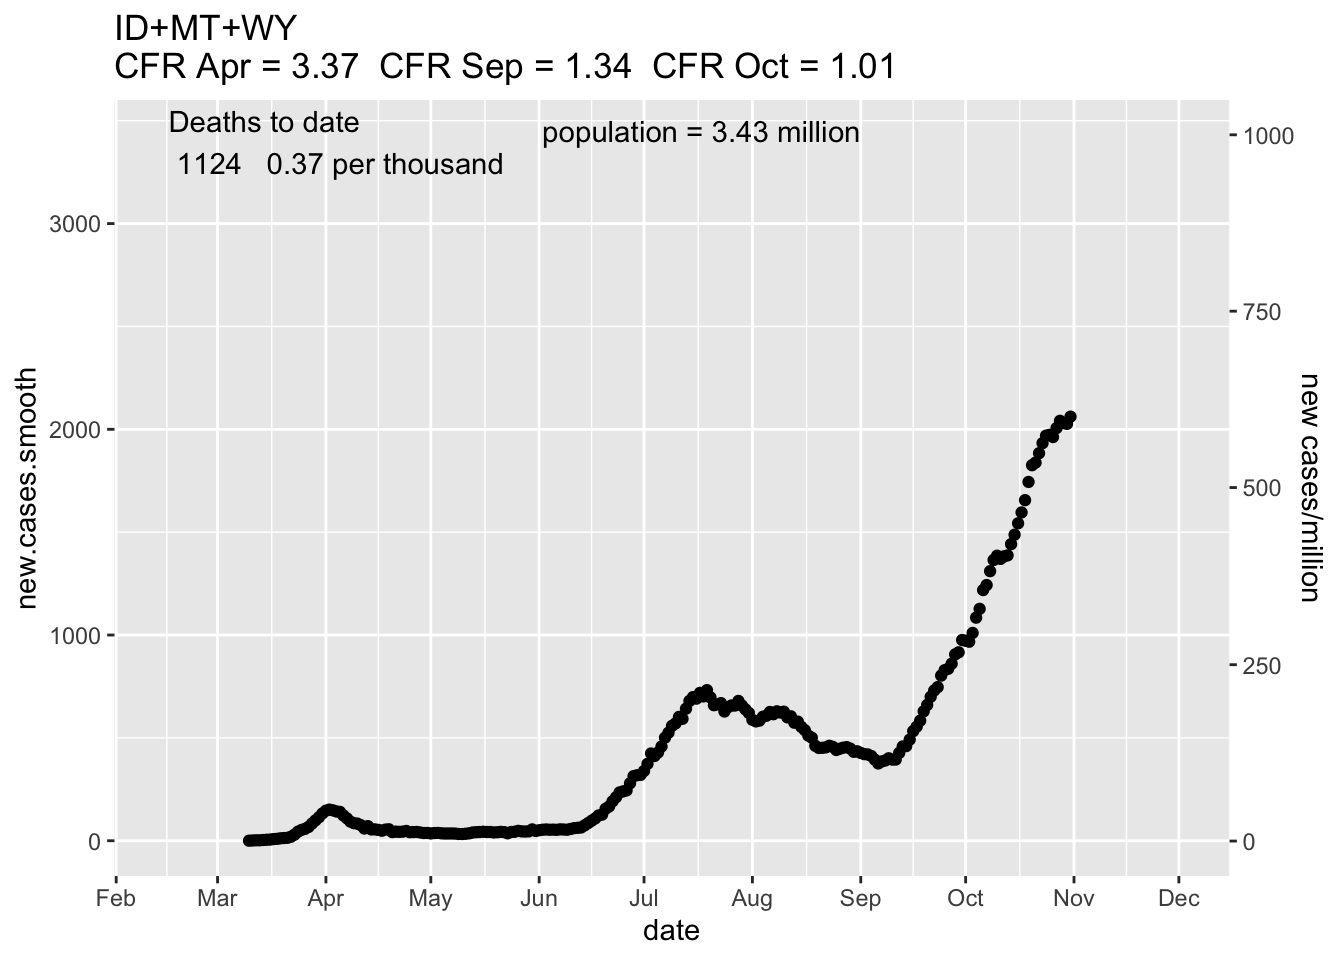 ID+MT+WY
CFR Apr = 3.37 CFR Sep = 1.34 CFR Oct = 1.01
Deaths to date
1124 0.37 per thousand
population = 3.43 million
new.cases.smooth
3000
2000
1000
0
1000
750
500
250
0
new cases/million
Feb Mar Apr May Jun Jul Aug Sep Oct Nov Dec
date